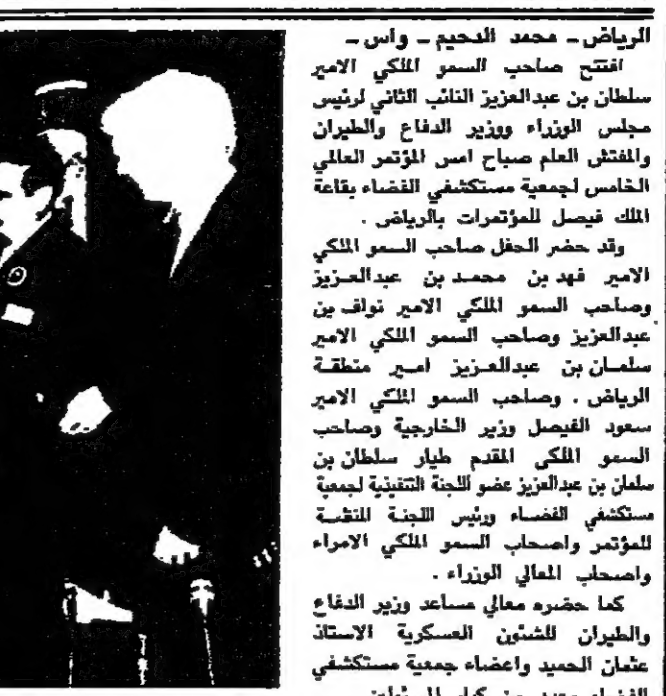 الرياض ـ محمد الدحيم ـ واس ـ
افتتح صاحب السمو الملكي الامير
سلطان بن عبدالعزيز النائب الثاني لرئيس
مجلس الوزراء ووزير الدفاع والطيران
والمفتش العلم صباح امس المؤتمر العالمي
الخامس لجمعية مستكشفي الفضاء بقاعة
الملك فيصل للمؤتمرات بالرياض .
وقد حضر الحفل صاحب السمو الملكي
الامير فهد بن محمد بن عبدالعزيز
وصاحب السمو الملكي الامير نواف بن
عبدالعزيز وصاحب السمو الملكي الامير
سلمان بن عبدالعزيز امير منطقة
الرياض . وصاحب السمو الملكي الامير
سعود الفيصل وزير الخارجية وصاحب
السمو الملكي المقدم طيار سلطان بن
سلمان بن عبدالعزيز عضو اللجنة التنفيذية لجمعية
مستكشفي الفضاء ورئيس اللجنة المنظمة
للمؤتمر واصحاب السمو الملكي الامراء
واصحاب المعالي الوزراء .
كما حضره معالي مساعد وزير الدفاع
والطيران للشئون العسكرية الاستاذ
عثمان الحميد واعضاء جمعية مستكشفي